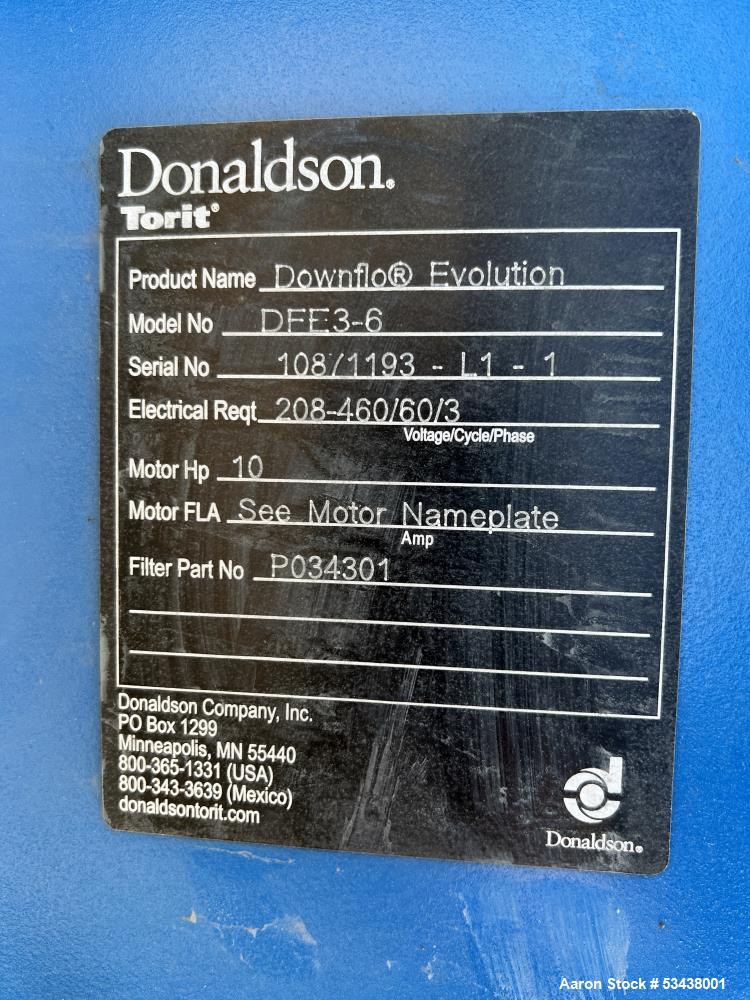 Donaldson®
Torit®
Product Name Downflo® Evolution
Model No DFE3-6
Serial No 10871193 - L1 - 1
Electrical Reqt 208-460/60/3
Voltage/Cycle/Phase
Motor Hp 10
Motor FLA See Motor Nameplate
Amp
Filter Part No P034301
Donaldson Company, Inc.
PO Box 1299
Minneapolis, MN 55440
800-365-1331 (USA)
800-343-3639 (Mexico)
donaldsontorit.com
Donaldson®
Aaron Stock # 53438001